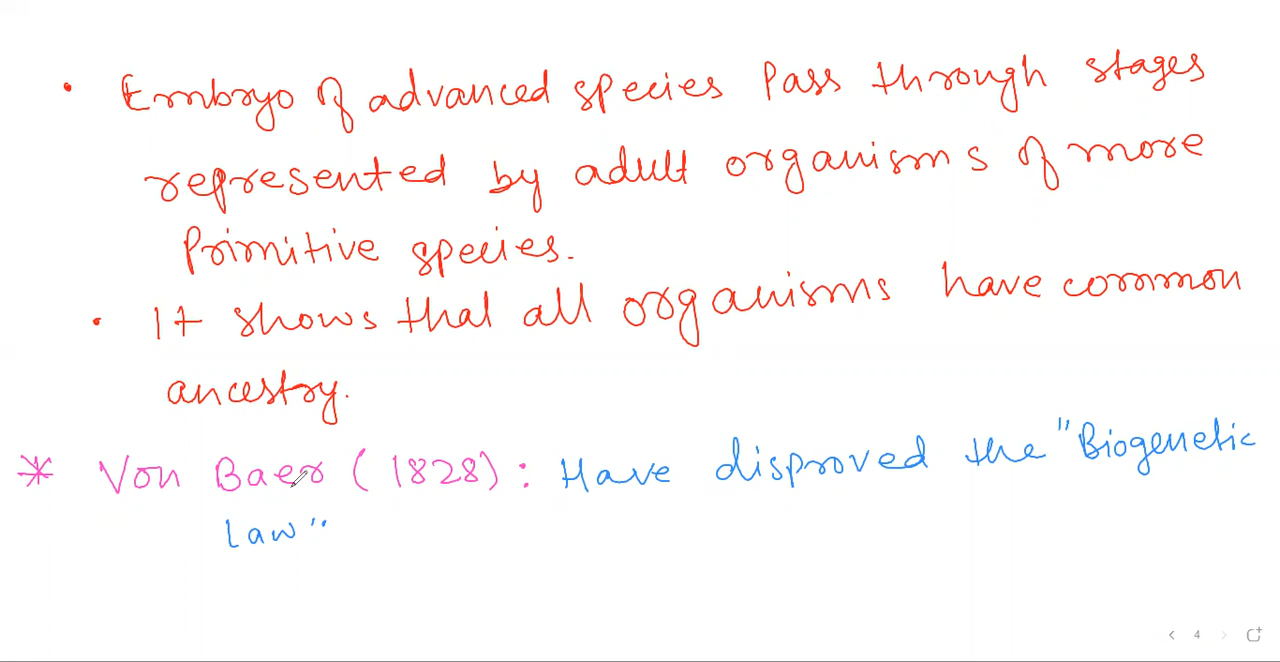 • Embryo of advanced species Pass through stages
represented by adult organisms of more
Primitive species.
• It shows that all organisms have common
ancestry.
* Von Baer (1828): Have disproved the "Biogenetic
Law"
< 4 >